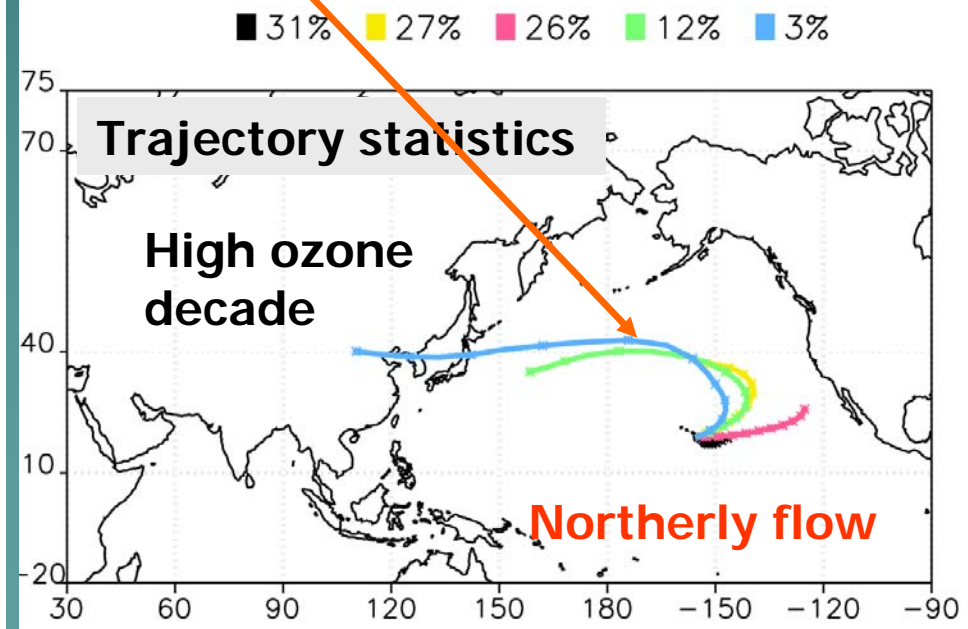 31% 27% 26% 12% 3%
75
Trajectory statistics
70
High ozone
decade
40
10
Northerly flow
-20
30 60 90 120 150 180 -150 -120 -90